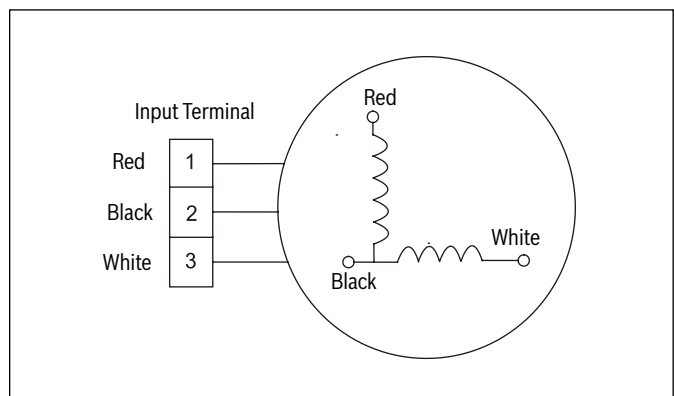 Input Terminal
Red 1
Black 2
White 3
Red
White
Black